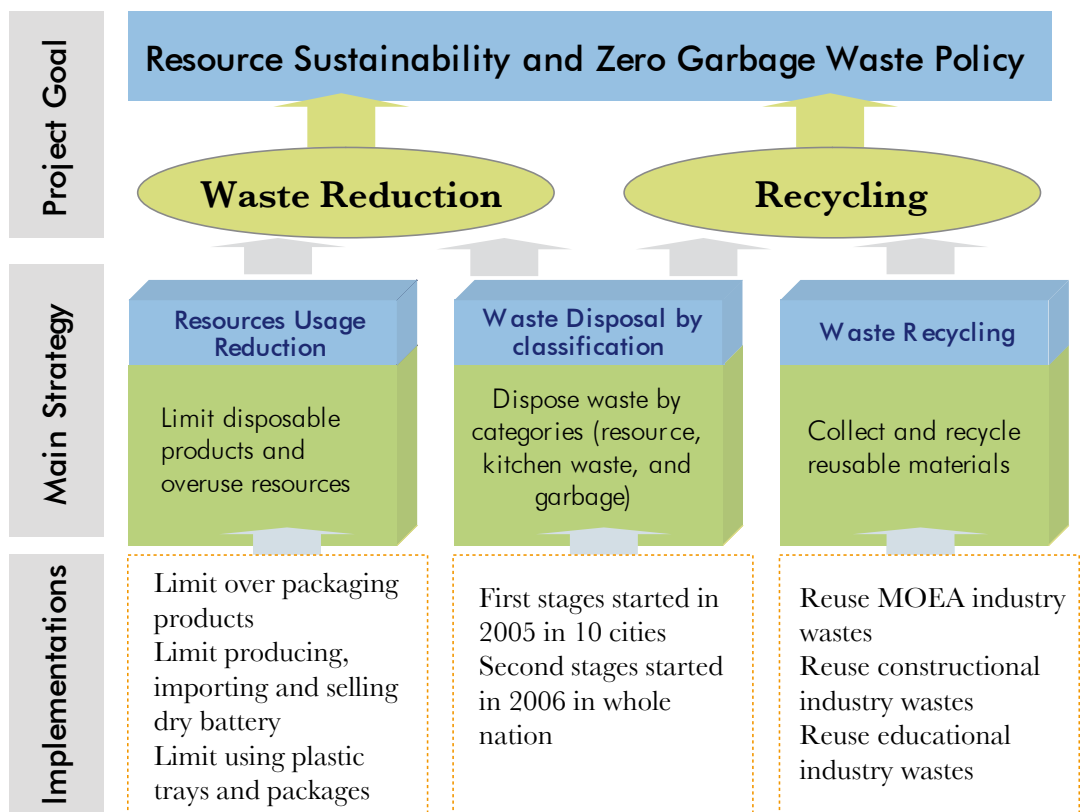 Project Goal
Resource Sustainability and Zero Garbage Waste Policy
Waste Reduction
Recycling
Main Strategy
Resources Usage
Reduction
Limit disposable
products and
overuse resources
Waste Disposal by
classification
Dispose waste by
categories (resource,
kitchen waste, and
garbage)
Waste Recycling
Collect and recycle
reusable materials
Implementations
Limit over packaging
products
Limit producing,
importing and selling
dry battery
Limit using plastic
trays and packages
First stages started in
2005 in 10 cities
Second stages started
in 2006 in whole
nation
Reuse MOEA industry
wastes
Reuse constructional
industry wastes
Reuse educational
industry wastes